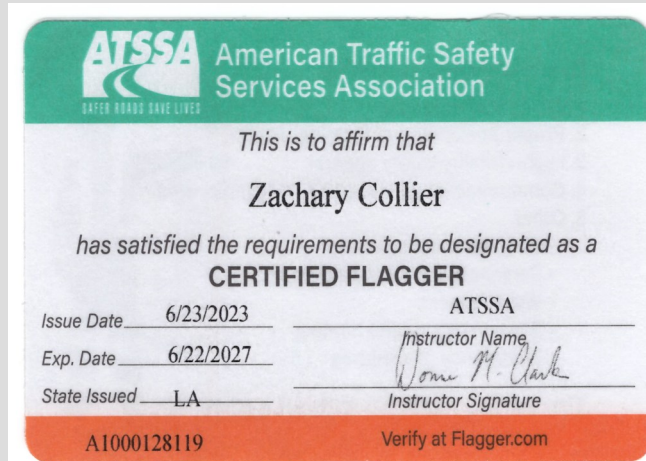 ATSSA
SAFER ROADS SAVE LIVES
American Traffic Safety
Services Association
This is to affirm that
Zachary Collier
has satisfied the requirements to be designated as a
CERTIFIED FLAGGER
Issue Date 6/23/2023
ATSSA
Instructor Name
Exp. Date 6/22/2027
M. Clark
State Issued LA
Instructor Signature
A1000128119
Verify at Flagger.com